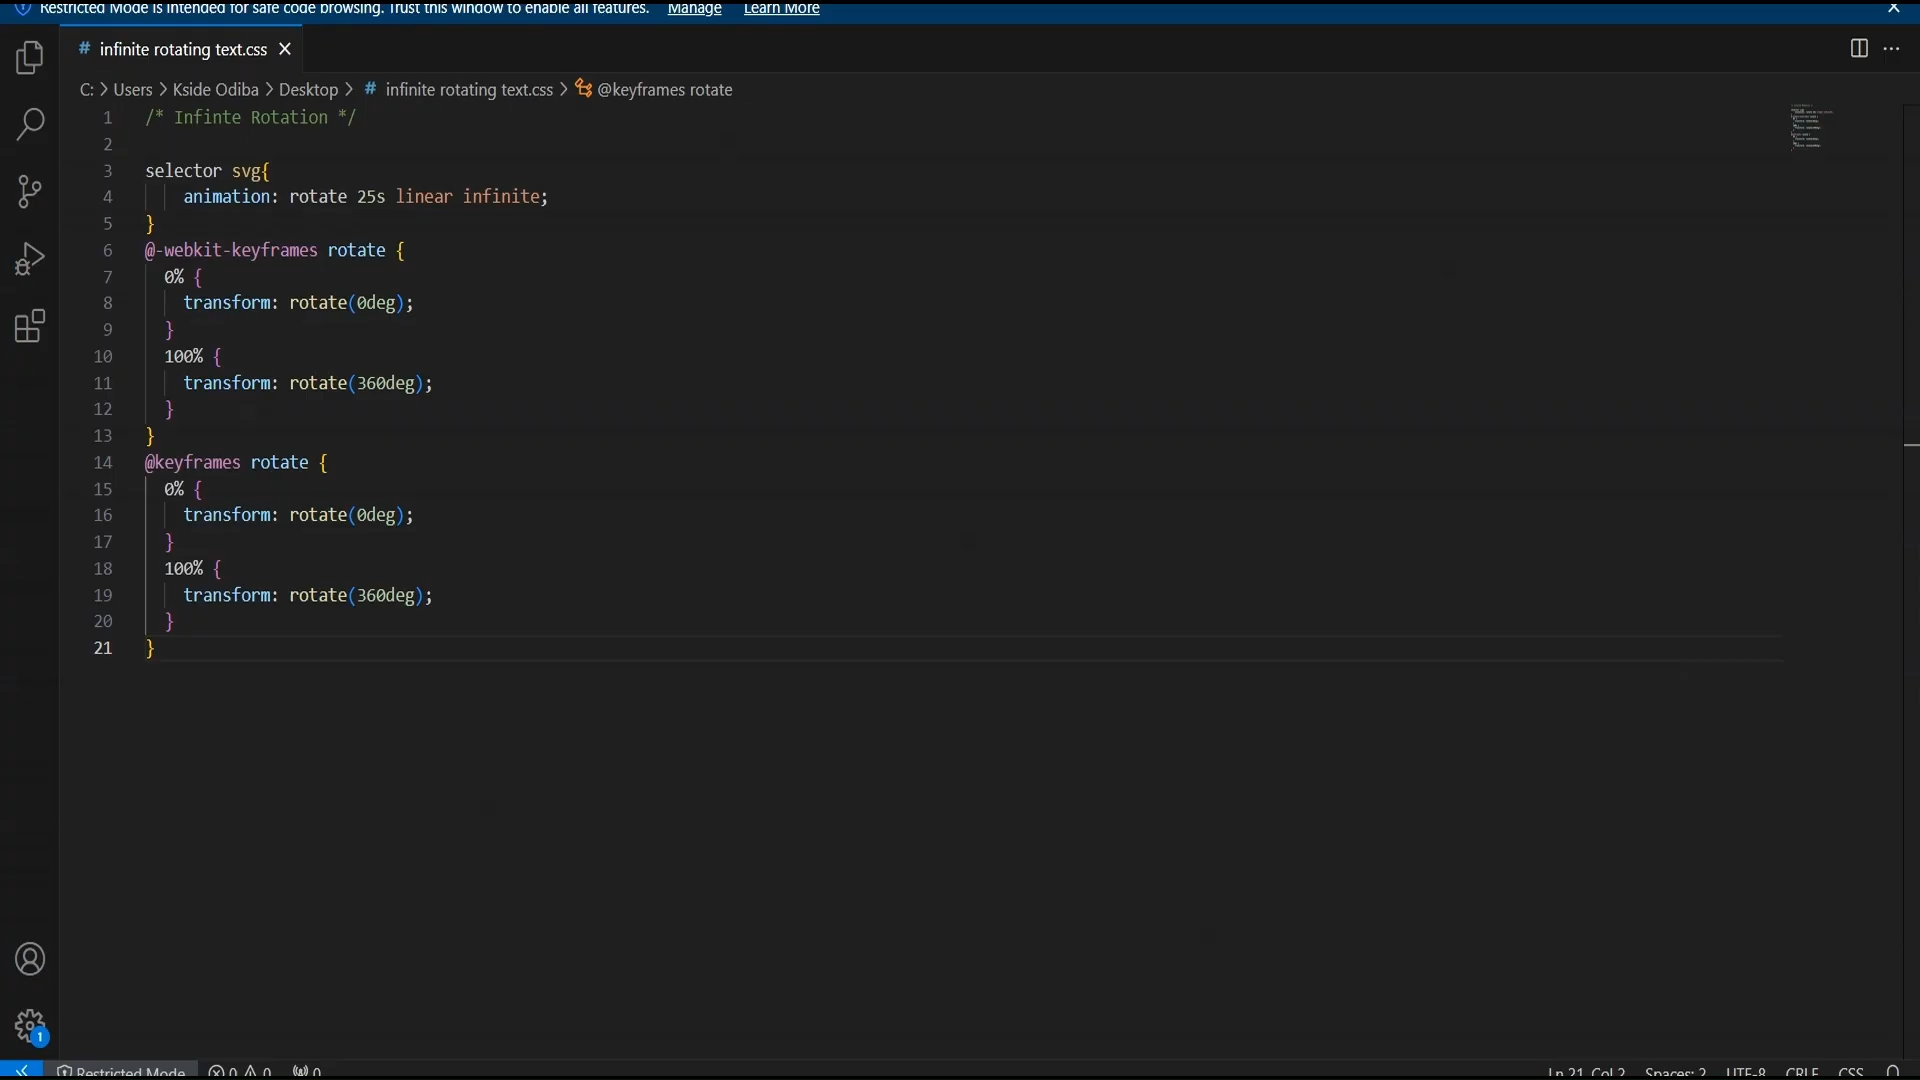 Restricted Mode is intended for safe code browsing. Trust this window to enable all features. Manage Learn More
# infinite rotating text.css
C: > Users > Kside Odiba > Desktop > # infinite rotating text.css > @keyframes rotate
1 /* Infinte Rotation */
2
3 selector svg{
4 animation: rotate 25s linear infinite;
5 }
6 @-webkit-keyframes rotate {
7 0% {
8 transform: rotate(0deg);
9 }
10 100% {
11 transform: rotate(360deg);
12 }
13 }
14 @keyframes rotate {
15 0% {
16 transform: rotate(0deg);
17 }
18 100% {
19 transform: rotate(360deg);
20 }
21 }
1
Restricted Mode 0 0 0 Ln 21, Col 2 Spaces: 2 UTF-8 CRLF CSS